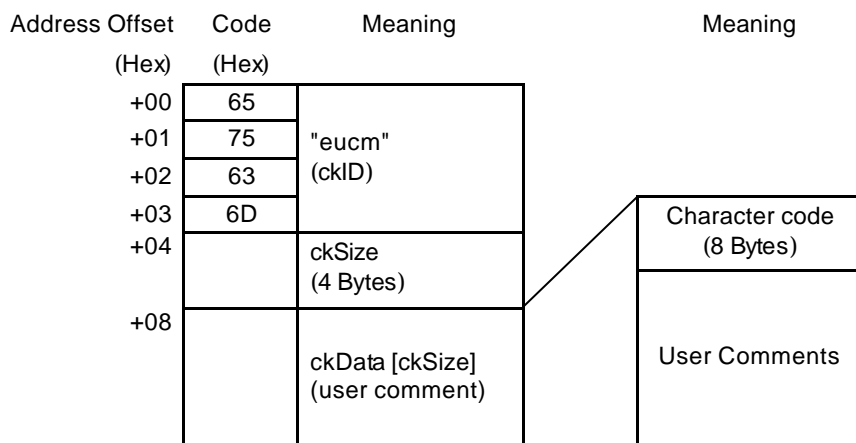 Address Offset Code Meaning Meaning
(Hex) (Hex)
+00 65
+01 75 "eucm"
+02 63 (ckID)
+03 6D Character code
+04 ckSize (8 Bytes)
(4 Bytes)
+08
ckData [ckSize] User Comments
(user comment)